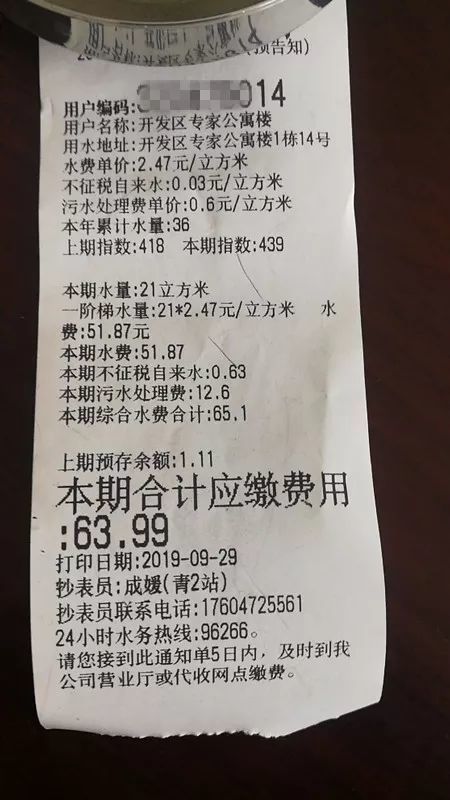 预告知)
用户编码:3 014
用户名称:开发区专家公寓楼
用水地址:开发区专家公寓楼1栋14号
水费单价:2.47元/立方米
不征税自来水:0.03元/立方米
污水处理费单价:0.6元/立方米
本年累计水量:36
上期指数:418 本期指数:439
本期水量:21立方米
一阶梯水量:21*2.47元/立方米 水
费:51.87元
本期水费:51.87
本期不征税自来水:0.63
本期污水处理费:12.6
本期综合水费合计:65.1
上期预存余额:1.11
本期合计应缴费用
:63.99
打印日期:2019-09-29
抄表员:成媛(青2站)
抄表员联系电话:17604725561
24小时水务热线:96266。
请您接到此通知单5日内，及时到我
公司营业厅或代收网点缴费。